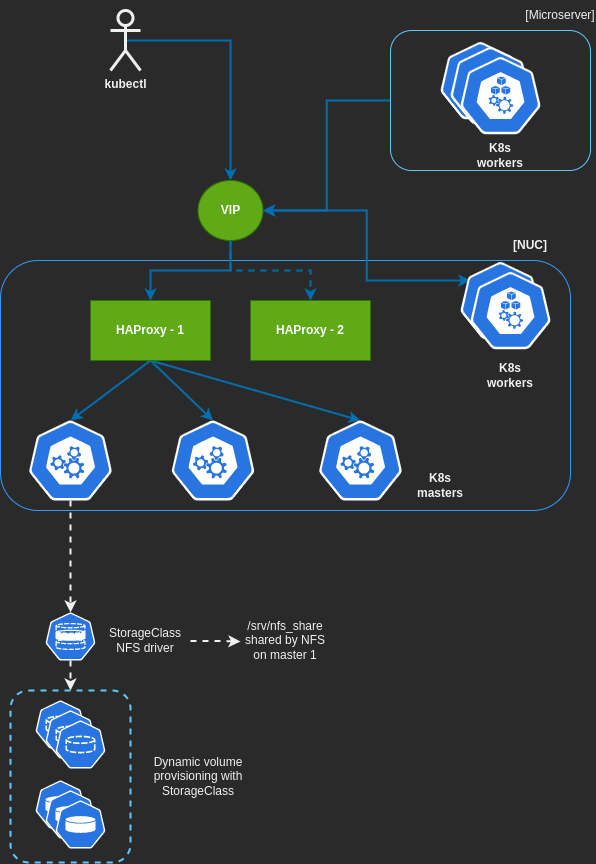 [Microserver]
kubectl
K8s
workers
VIP
[NUC]
HAProxy - 1
HAProxy - 2
K8s
workers
K8s
masters
StorageClass
NFS driver
/srv/nfs_share
shared by NFS
on master 1
Dynamic volume
provisioning with
StorageClass